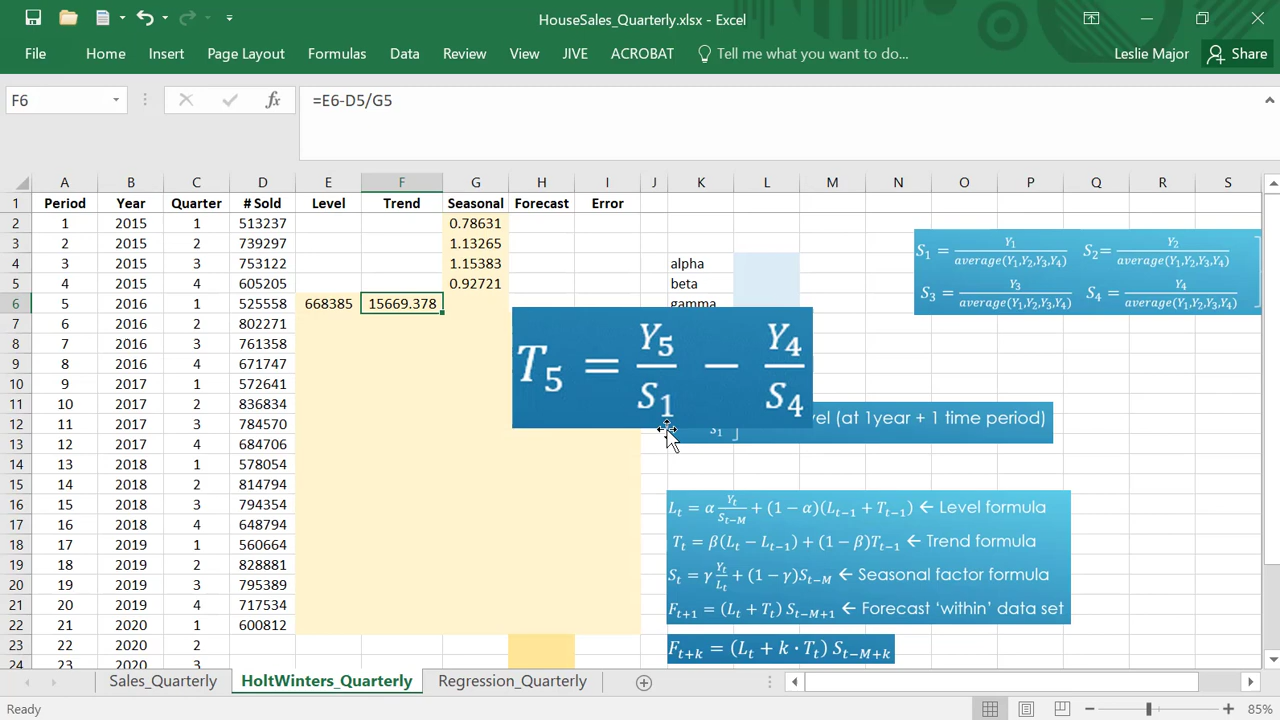 HouseSales_Quarterly.xlsx - Excel
File Home Insert Page Layout Formulas Data Review View JIVE ACROBAT Tell me what you want to do... Leslie Major Share
F6 fx =E6-D5/G5
A B C D E F G H I J K L M N O P Q R S
1 Period Year Quarter # Sold Level Trend Seasonal Forecast Error
2 1 2015 1 513237 0.78631
3 2 2015 2 739297 1.13265
4 3 2015 3 753122 1.15383 alpha
5 4 2015 4 605205 0.92721 beta
6 5 2016 1 525558 668385 15669.378 gamma
7 6 2016 2 802271
8 7 2016 3 761358
9 8 2016 4 671747
10 9 2017 1 572641
11 10 2017 2 836834
12 11 2017 3 784570
13 12 2017 4 684706
14 13 2018 1 578054
15 14 2018 2 814794
16 15 2018 3 794354
17 16 2018 4 648794
18 17 2019 1 560664
19 18 2019 2 828881
20 19 2019 3 795389
21 20 2019 4 717534
22 21 2020 1 600812
23 22 2020 2
24 23 2020 3
S₁ = Y₁/average(Y₁,Y₂,Y₃,Y₄) S₂= Y₂/average(Y₁,Y₂,Y₃,Y₄)
S₃ = Y₃/average(Y₁,Y₂,Y₃,Y₄) S₄ = Y₄/average(Y₁,Y₂,Y₃,Y₄)
T₅ = Y₅/S₁ − Y₄/S₄
S₁ (at 1year + 1 time period)
Lₜ = α Yₜ/Sₜ₋M + (1 − α)(Lₜ₋₁ + Tₜ₋₁) ← Level formula
Tₜ = β(Lₜ − Lₜ₋₁) + (1 − β)Tₜ₋₁ ← Trend formula
Sₜ = γ Yₜ/Lₜ + (1 − γ)Sₜ₋M ← Seasonal factor formula
Fₜ₊₁ = (Lₜ + Tₜ) Sₜ₋M₊₁ ← Forecast ‘within’ data set
Fₜ₊ₖ = (Lₜ + k · Tₜ) Sₜ₋M₊ₖ
Sales_Quarterly HoltWinters_Quarterly Regression_Quarterly
Ready 85%